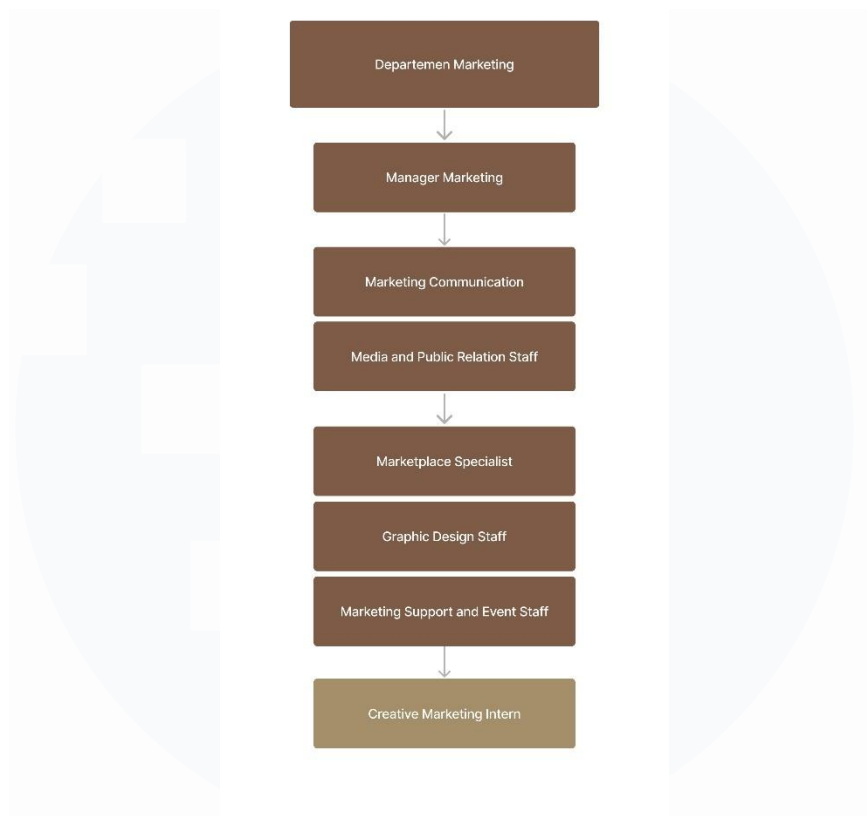 Departemen Marketing
Manager Marketing
Marketing Communication
Media and Public Relation Staff
Marketplace Specialist
Graphic Design Staff
Marketing Support and Event Staff
Creative Marketing Intern